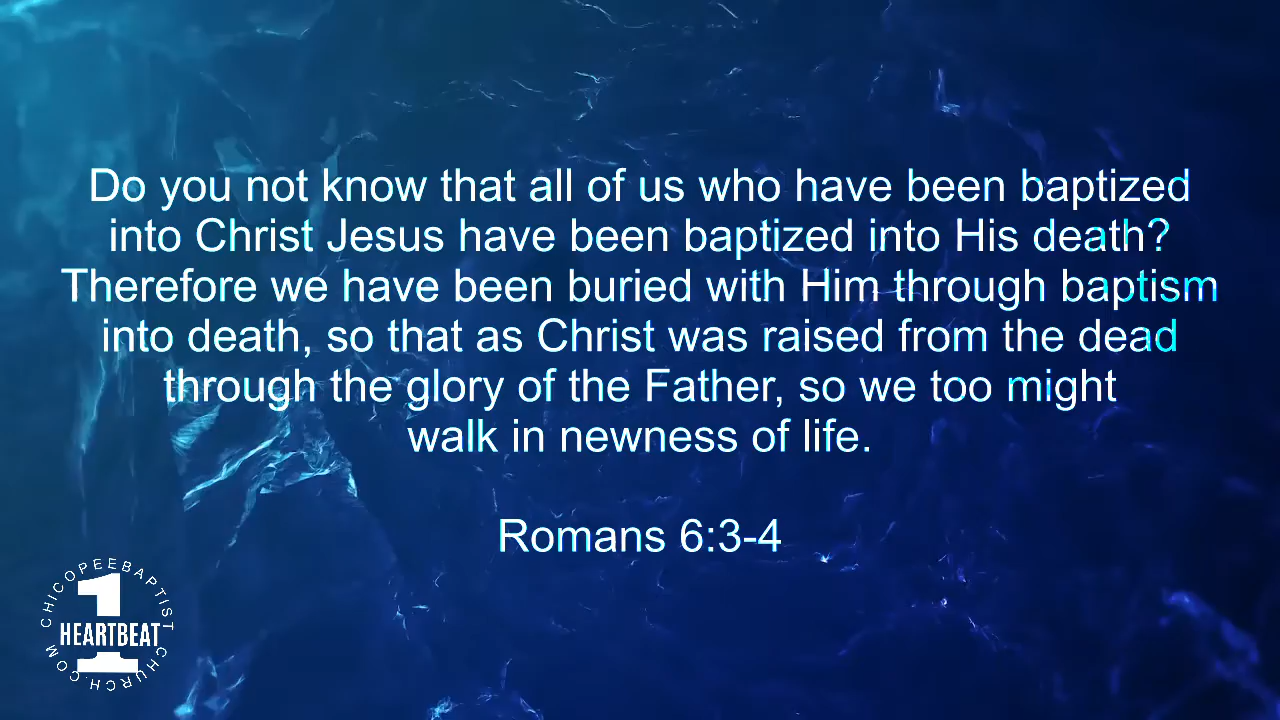 Do you not know that all of us who have been baptized
into Christ Jesus have been baptized into His death?
Therefore we have been buried with Him through baptism
into death, so that as Christ was raised from the dead
through the glory of the Father, so we too might
walk in newness of life.
Romans 6:3-4
CHICOPEEBAPTISTCHURCH.COM
1
HEARTBEAT